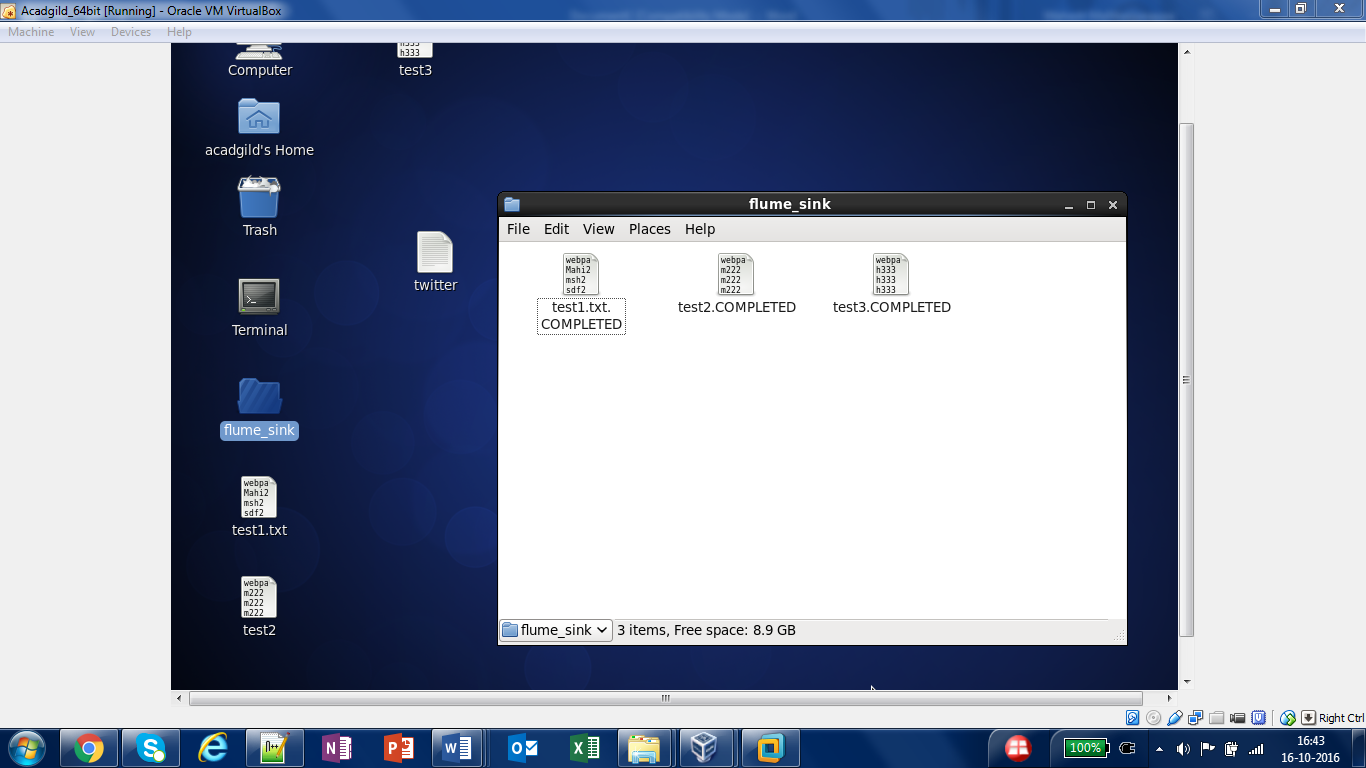 Acadgild_64bit [Running] - Oracle VM VirtualBox
Machine View Devices Help
Computer
h333
h333
test3
acadgild's Home
Trash
twitter
Terminal
flume_sink
webpa
Mahi2
msh2
sdf2
test1.txt
webpa
m222
m222
m222
test2
flume_sink
File Edit View Places Help
webpa
Mahi2
msh2
sdf2
test1.txt.
COMPLETED
webpa
m222
m222
m222
test2.COMPLETED
webpa
h333
h333
h333
test3.COMPLETED
flume_sink 3 items, Free space: 8.9 GB
Right Ctrl
100%
16:43
16-10-2016